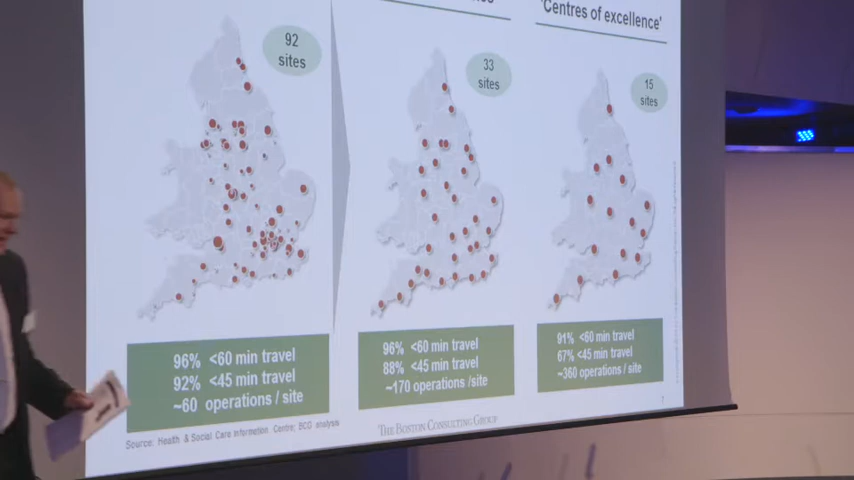 'Centres of excellence'
92
sites
33
sites
15
sites
96% <60 min travel
92% <45 min travel
~60 operations / site
96% <60 min travel
88% <45 min travel
~170 operations /site
91% <60 min travel
67% <45 min travel
~360 operations / site
Source: Health & Social Care Information Centre; BCG analysis
THE BOSTON CONSULTING GROUP
7